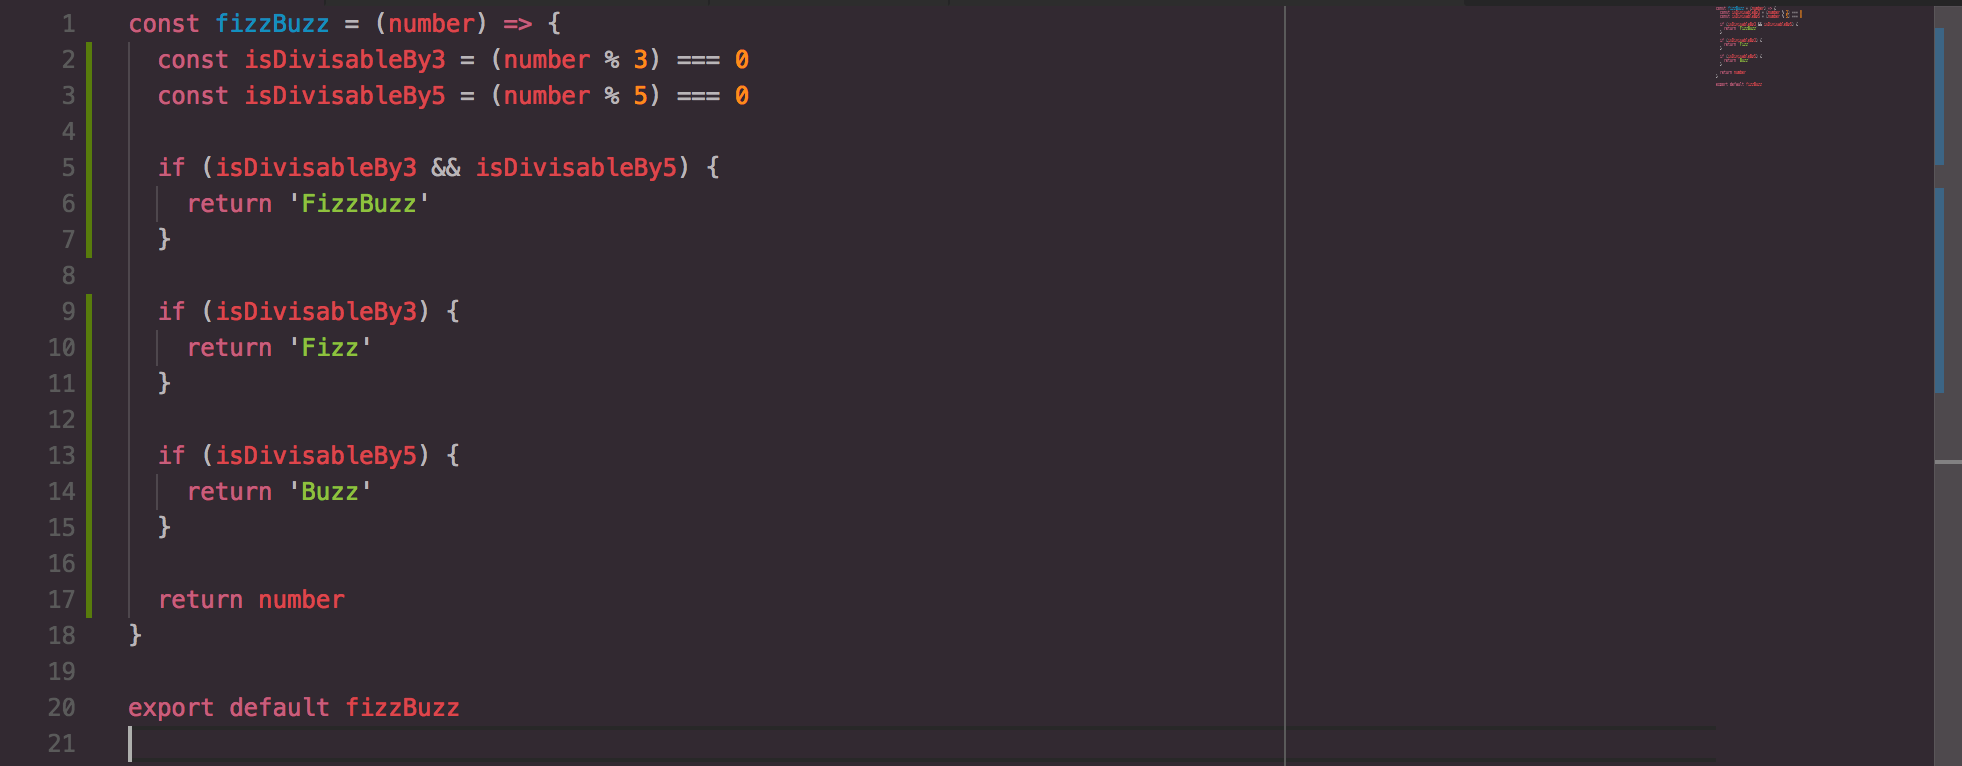 1 const fizzBuzz = (number) => {
2 const isDivisableBy3 = (number % 3) === 0
3 const isDivisableBy5 = (number % 5) === 0
4
5 if (isDivisableBy3 && isDivisableBy5) {
6 return 'FizzBuzz'
7 }
8
9 if (isDivisableBy3) {
10 return 'Fizz'
11 }
12
13 if (isDivisableBy5) {
14 return 'Buzz'
15 }
16
17 return number
18 }
19
20 export default fizzBuzz
21